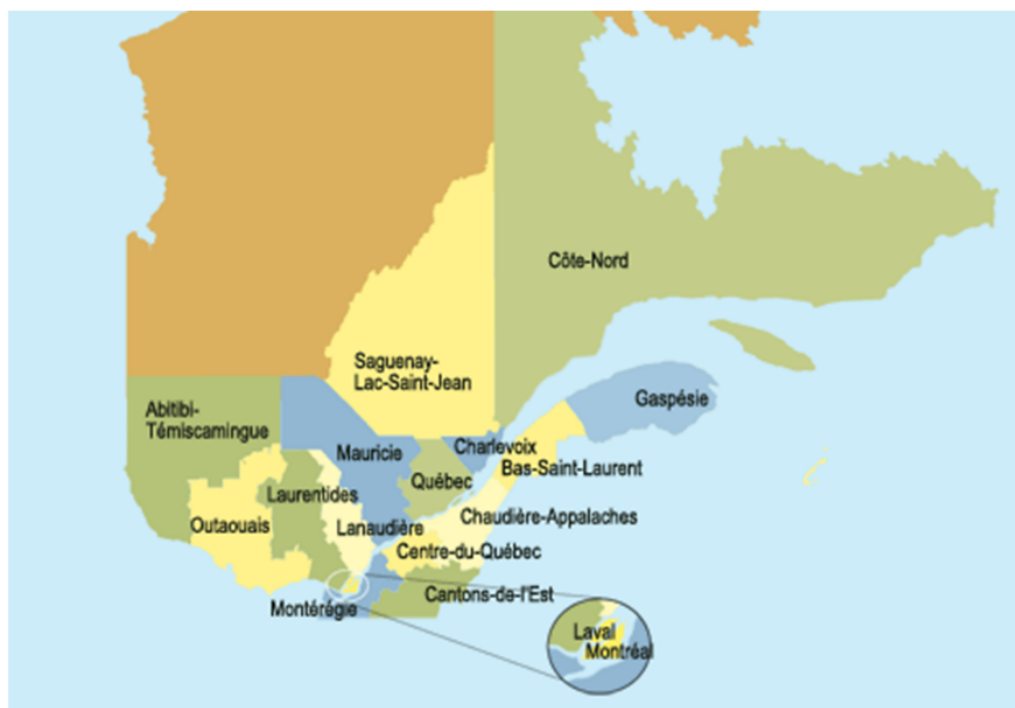 Côte-Nord
Saguenay-
Lac-Saint-Jean
Gaspésie
Abitibi-
Témiscamingue
Mauricie
Charlevoix
Bas-Saint-Laurent
Québec
Laurentides
Outaouais
Lanaudière
Chaudière-Appalaches
Centre-du-Québec
Cantons-de-l'Est
Montérégie
Laval
Montréal